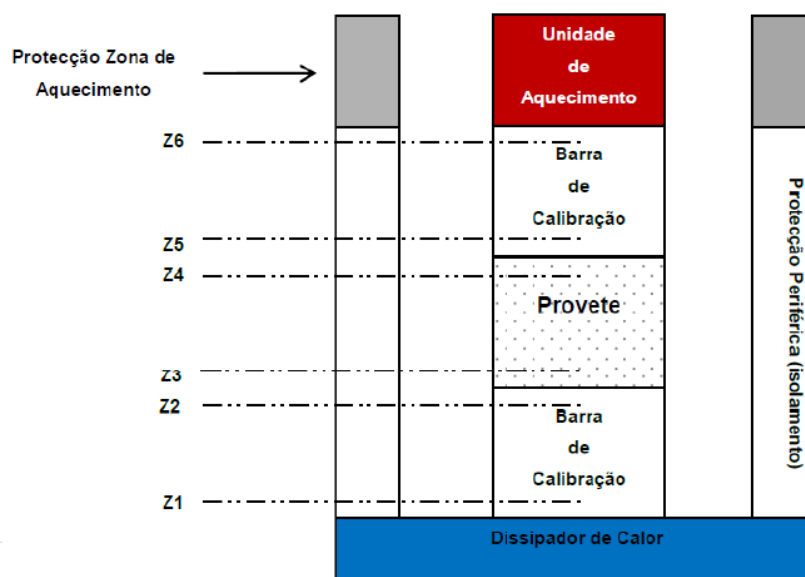 Protecção Zona de
Aquecimento
Unidade
de
Aquecimento
Z6
Barra
de
Calibração
Z5
Z4
Provete
Z3
Z2
Barra
de
Calibração
Z1
Protecção Periférica (isolamento)
Dissipador de Calor